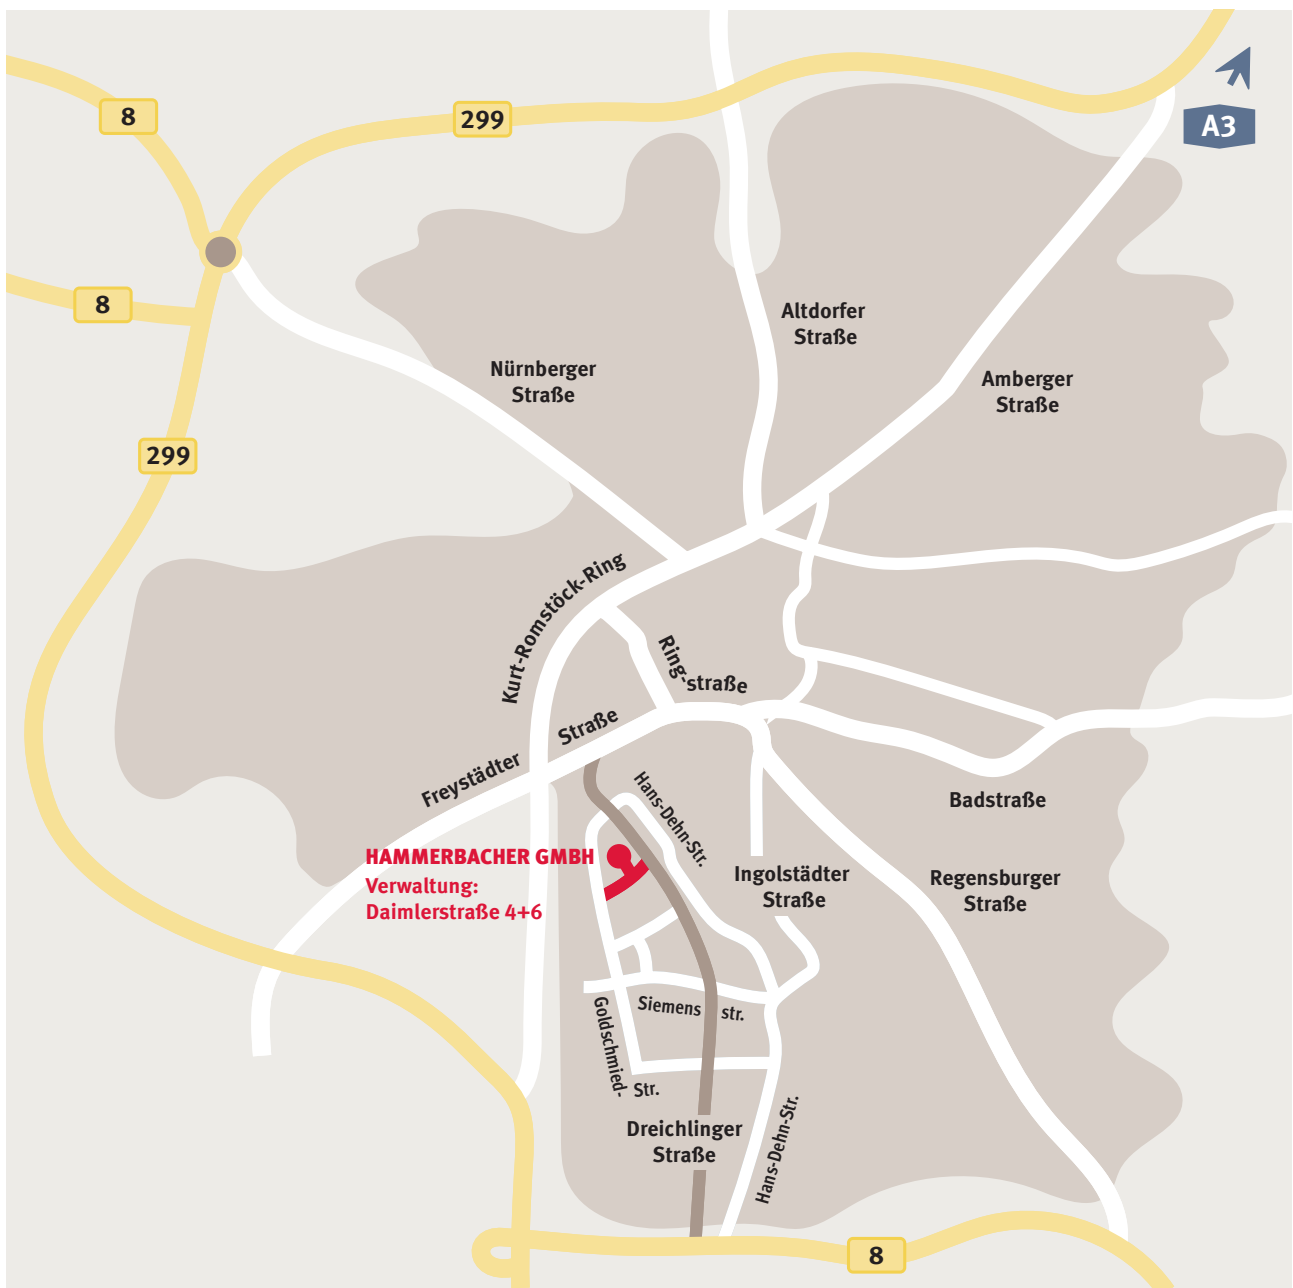 8
299
A3
8
Altdorfer
Straße
Nürnberger
Straße
Amberger
Straße
299
Kurt-Romstöck-Ring
Ring-
straße
Freystädter Straße
Hans-Dehn-Str.
Badstraße
HAMMERBACHER GMBH
Verwaltung:
Daimlerstraße 4+6
Ingolstädter
Straße
Regensburger
Straße
Siemens str.
Goldschmied-
Str.
Dreichlinger
Straße
Hans-Dehn-Str.
8